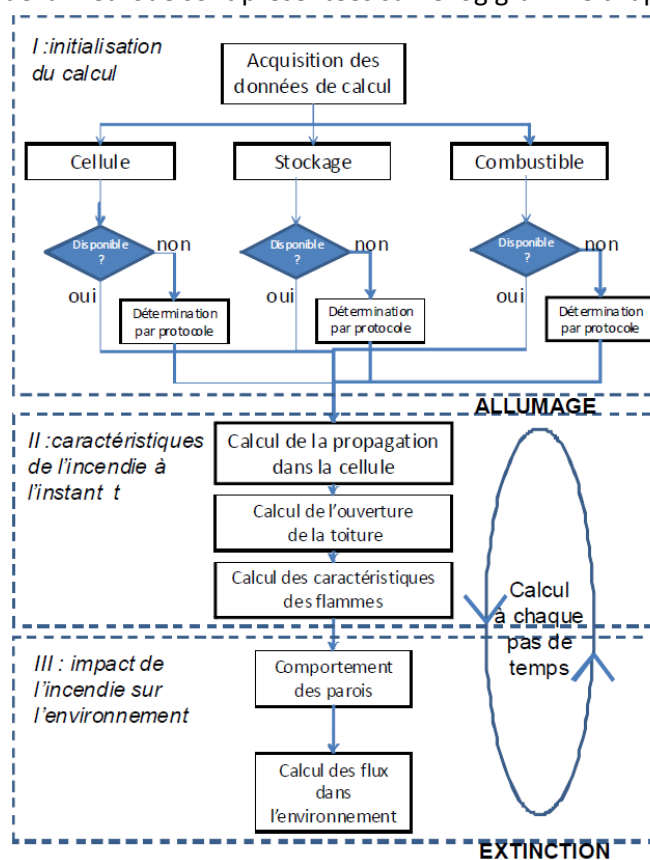 I :initialisation
du calcul
Acquisition des
données de calcul
Cellule
Stockage
Combustible
Disponible
?
non
oui
Disponible
?
non
oui
Disponible
?
non
oui
Détermination
par protocole
Détermination
par protocole
Détermination
par protocole
ALLUMAGE
II :caractéristiques
de l'incendie à
l'instant t
Calcul de la propagation
dans la cellule
Calcul de l'ouverture
de la toiture
Calcul des caractéristiques
des flammes
Calcul
à chaque
pas de
temps
III : impact de
l'incendie sur
l'environnement
Comportement
des parois
Calcul des flux
dans
l'environnement
EXTINCTION